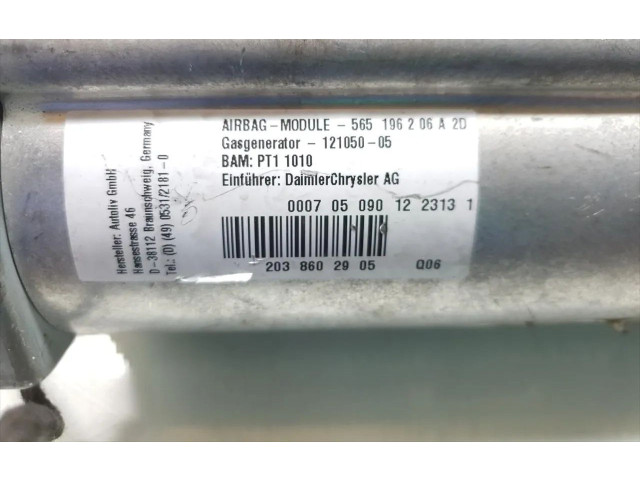 AIRBAG-MODULE - 565 196 2 06 A 2D
Gasgenerator - 121050-05
BAM: PT1 1010
Einführer: DaimlerChrysler AG
0007 05 090 12 2313 1
203 860 29 05 Q06
Hersteller: Autoliv GmbH
Hansestrasse 46
D-38112 Braunschweig, Germany
Tel.: (0) (49) 0531/2181-0